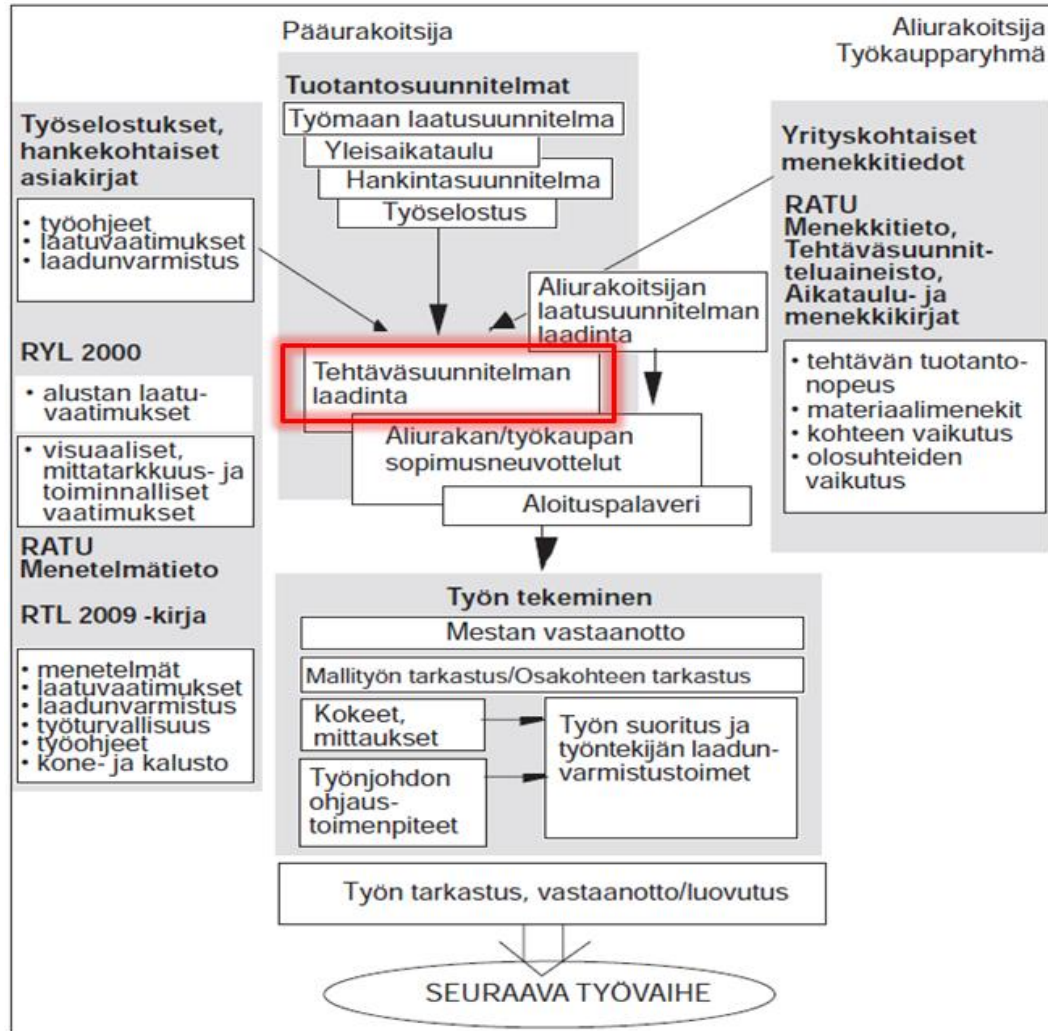 Pääurakoitsija
Aliurakoitsija
Työkaupparyhmä
Työselostukset,
hankekohtaiset
asiakirjat
• työohjeet
• laatuvaatimukset
• laadunvarmistus
RYL 2000
• alustan laatu-
vaatimukset
• visuaaliset,
mittatarkkuus- ja
toiminnalliset
vaatimukset
RATU
Menetelmätieto
RTL 2009 -kirja
• menetelmät
• laatuvaatimukset
• laadunvarmistus
• työturvallisuus
• työohjeet
• kone- ja kalusto
Tuotantosuunnitelmat
Työmaan laatusuunnitelma
Yleisaikataulu
Hankintasuunnitelma
Työselostus
Aliurakoitsijan
laatusuunnitelman
laadinta
Tehtäväsuunnitelman
laadinta
Aliurakan/työkaupan
sopimusneuvottelut
Aloituspalaveri
Yrityskohtaiset
menekkitiedot
RATU
Menekkitieto,
Tehtäväsuunnit-
teluaineisto,
Aikataulu- ja
menekkikirjat
• tehtävän tuotanto-
nopeus
• materiaalimenekit
• kohteen vaikutus
• olosuhteiden
vaikutus
Työn tekeminen
Mestan vastaanotto
Mallityön tarkastus/Osakohteen tarkastus
Kokeet,
mittaukset
Työnjohdon
ohjaus-
toimenpiteet
Työn suoritus ja
työntekijän laadun-
varmistustoimet
Työn tarkastus, vastaanotto/luovutus
SEURAAVA TYÖVAIHE